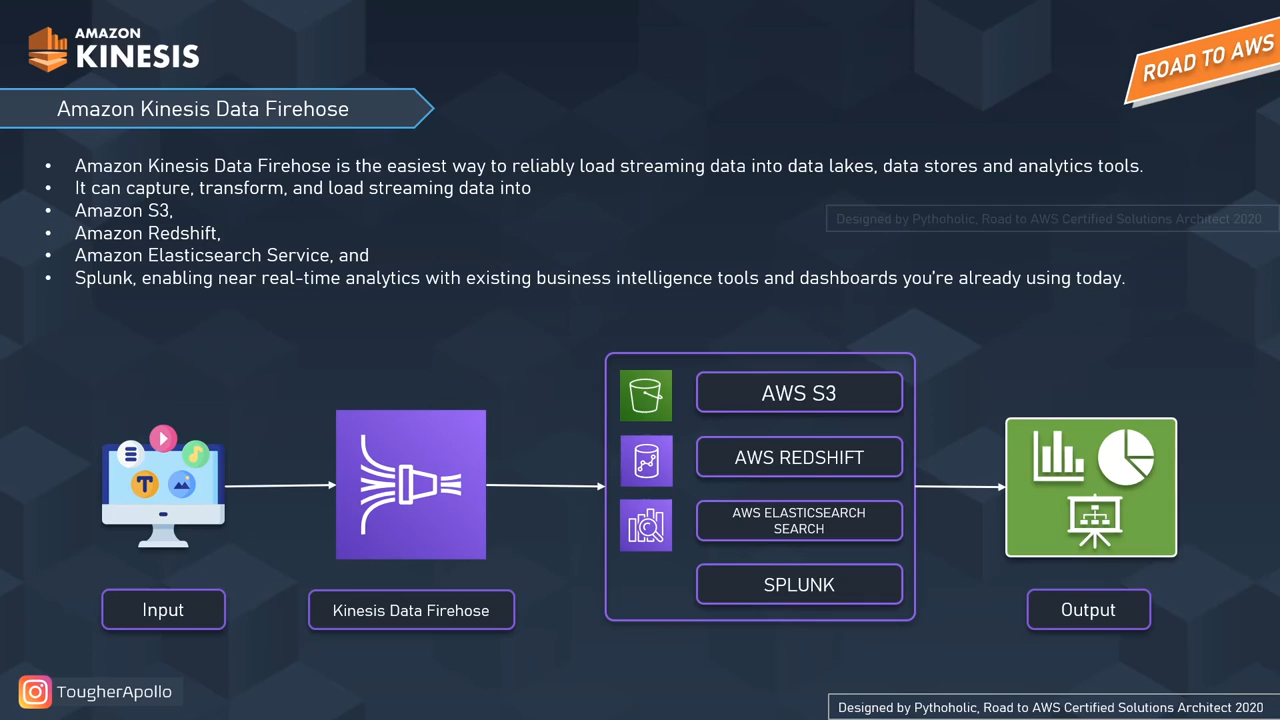 AMAZON
KINESIS
ROAD TO AWS
Amazon Kinesis Data Firehose
• Amazon Kinesis Data Firehose is the easiest way to reliably load streaming data into data lakes, data stores and analytics tools.
• It can capture, transform, and load streaming data into
• Amazon S3,
• Amazon Redshift,
• Amazon Elasticsearch Service, and
• Splunk, enabling near real-time analytics with existing business intelligence tools and dashboards you’re already using today.
Designed by Pythoholic, Road to AWS Certified Solutions Architect 2020
AWS S3
AWS REDSHIFT
AWS ELASTICSEARCH
SEARCH
SPLUNK
T
Input
Kinesis Data Firehose
Output
TougherApollo
Designed by Pythoholic, Road to AWS Certified Solutions Architect 2020